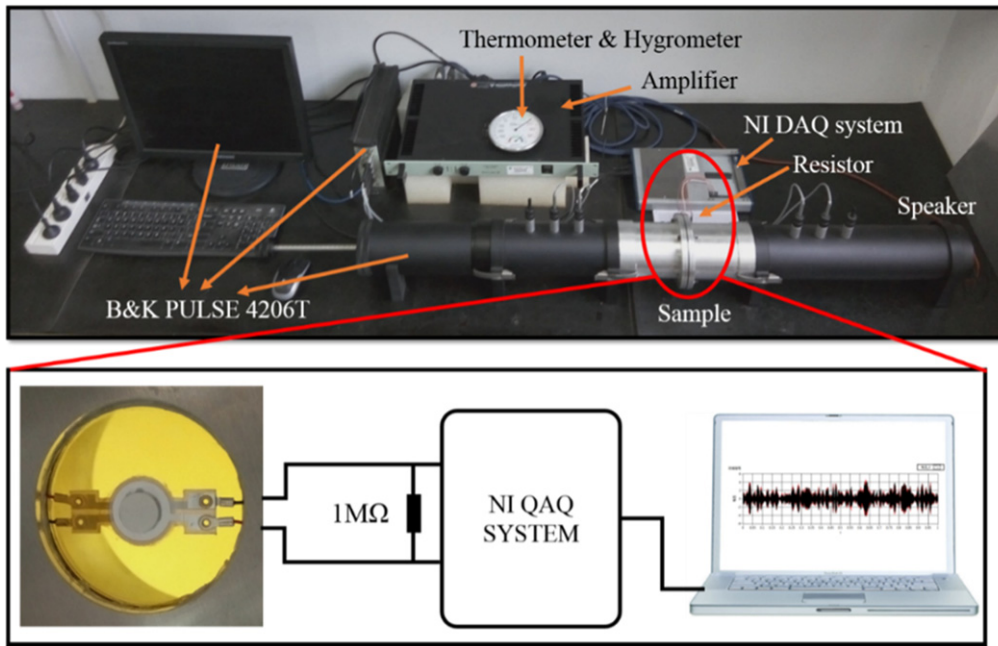 Thermometer & Hygrometer
Amplifier
NI DAQ system
Resistor
Speaker
B&K PULSE 4206T
Sample
1MΩ
NI QAQ
SYSTEM